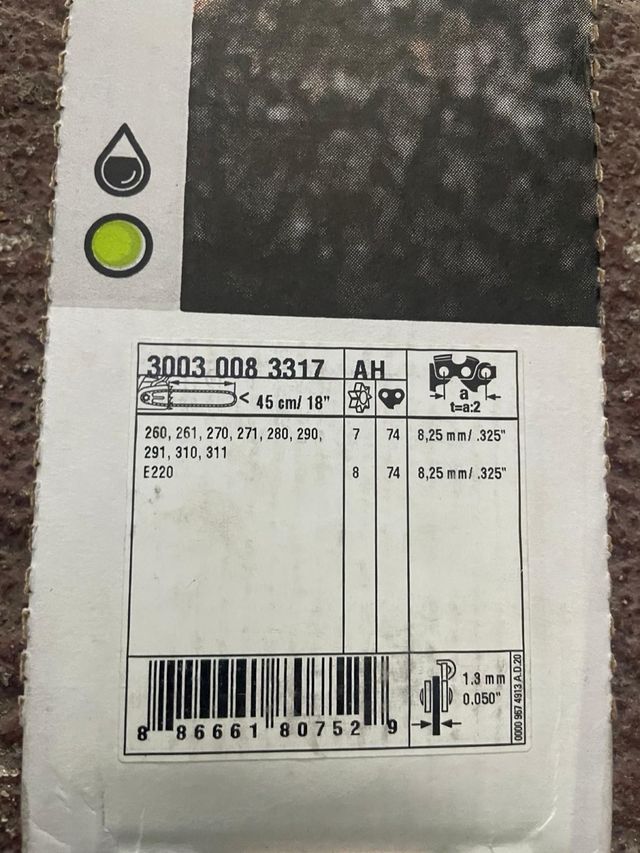 3003 008 3317 AH
< 45 cm/ 18"
a
t=a:2
260, 261, 270, 271, 280, 290, 7 74 8,25 mm/ .325"
291, 310, 311
E220 8 74 8,25 mm/ .325"
1.3 mm
0.050"
8 86661 80752 9
0000 967 4913 A.D.20